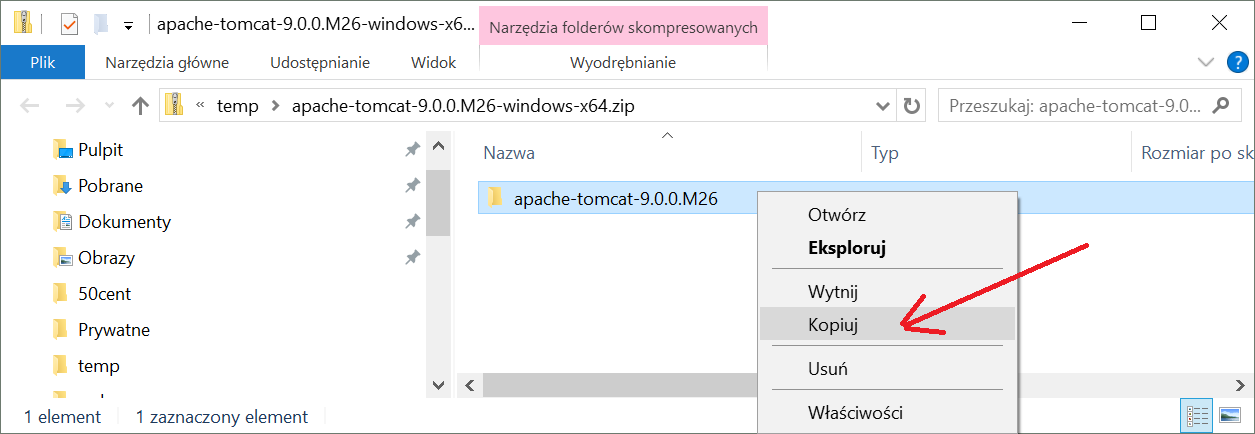 apache-tomcat-9.0.0.M26-windows-x6...
Narzędzia folderów skompresowanych
Plik
Narzędzia główne
Udostępnianie
Widok
Wyodrębnianie
?
« temp > apache-tomcat-9.0.0.M26-windows-x64.zip
Przeszukaj: apache-tomcat-9.0...
Pulpit
Pobrane
Dokumenty
Obrazy
50cent
Prywatne
temp
Nazwa
Typ
Rozmiar po sk
apache-tomcat-9.0.0.M26
Otwórz
Eksploruj
Wytnij
Kopiuj
Usuń
Właściwości
1 element
1 zaznaczony element